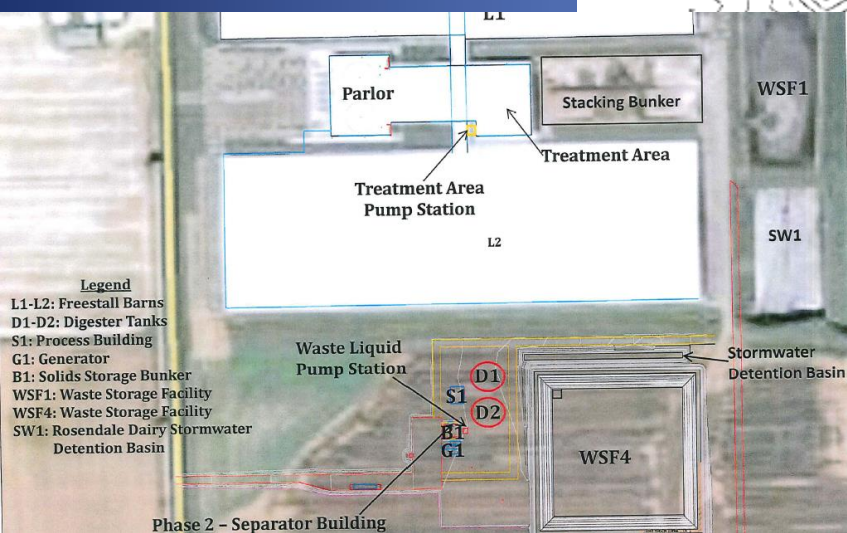 L1
Parlor
Stacking Bunker
WSF1
Treatment Area
Treatment Area
Pump Station
L2
SW1
Legend
L1-L2: Freestall Barns
D1-D2: Digester Tanks
S1: Process Building
G1: Generator
B1: Solids Storage Bunker
WSF1: Waste Storage Facility
WSF4: Waste Storage Facility
SW1: Rosendale Dairy Stormwater
Detention Basin
Waste Liquid
Pump Station
Stormwater
Detention Basin
D1
S1
D2
B1
G1
WSF4
Phase 2 – Separator Building